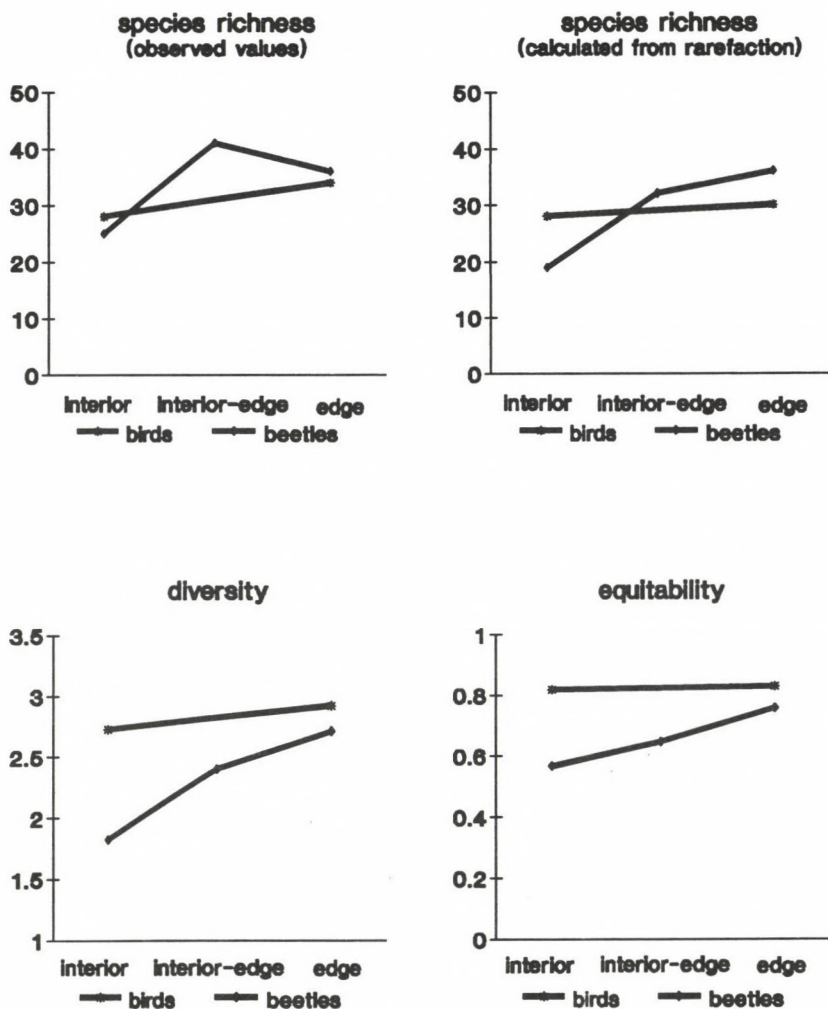 species richness
(observed values)
50
40
30
20
10
0
interior interior-edge edge
birds beetles
species richness
(calculated from rarefaction)
50
40
30
20
10
0
interior interior-edge edge
birds beetles
diversity
3.5
3
2.5
2
1.5
1
interior interior-edge edge
birds beetles
equitability
1
0.8
0.6
0.4
0.2
0
interior interior-edge edge
birds beetles